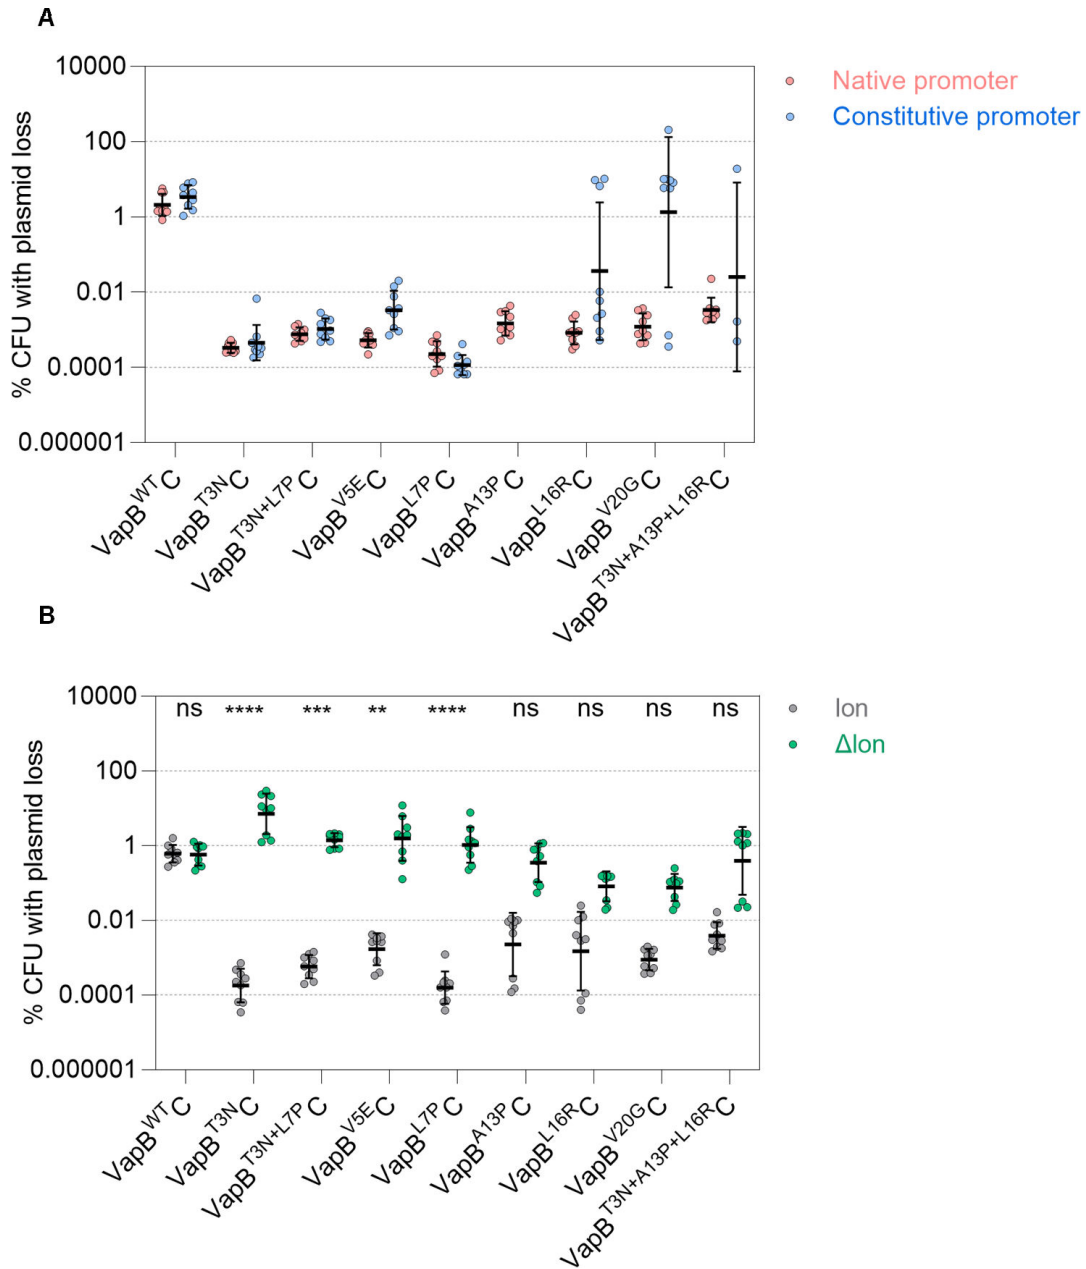 A
10000
100
1
0.01
0.0001
0.000001
% CFU with plasmid loss
Native promoter
Constitutive promoter
VapB^WT C
VapB^T3N C
VapB^T3N+L7P C
VapB^V5E C
VapB^L7P C
VapB^A13P C
VapB^L16R C
VapB^V20G C
VapB^T3N+A13P+L16R C
B
10000
100
1
0.01
0.0001
0.000001
% CFU with plasmid loss
ns **** *** ** **** ns ns ns ns
lon
Δlon
VapB^WT C
VapB^T3N C
VapB^T3N+L7P C
VapB^V5E C
VapB^L7P C
VapB^A13P C
VapB^L16R C
VapB^V20G C
VapB^T3N+A13P+L16R C